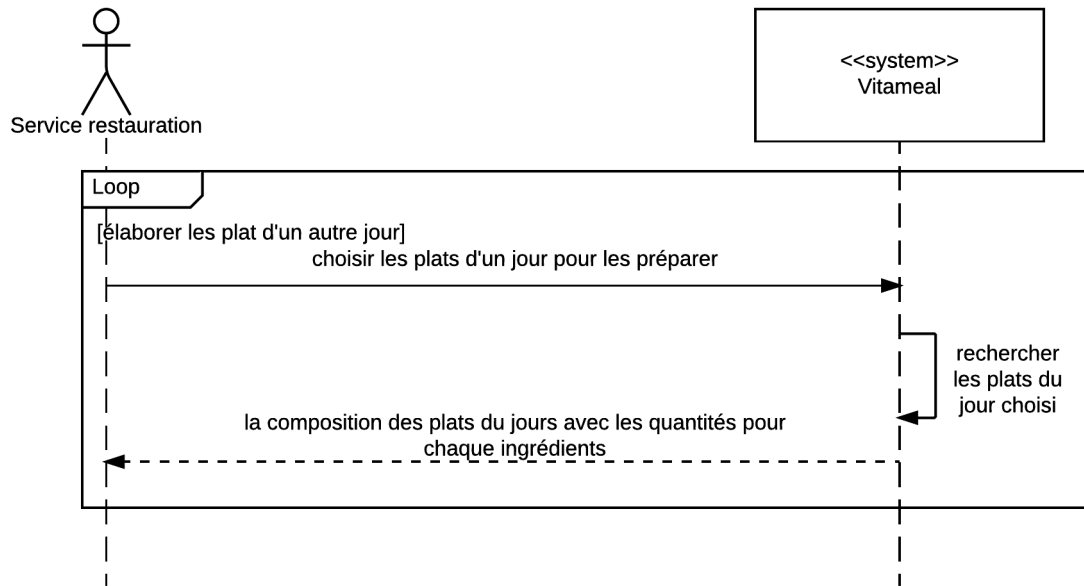 <<system>>
Vitameal
Service restauration
Loop
[élaborer les plat d'un autre jour]
choisir les plats d'un jour pour les préparer
rechercher
les plats du
jour choisi
la composition des plats du jours avec les quantités pour
chaque ingrédients